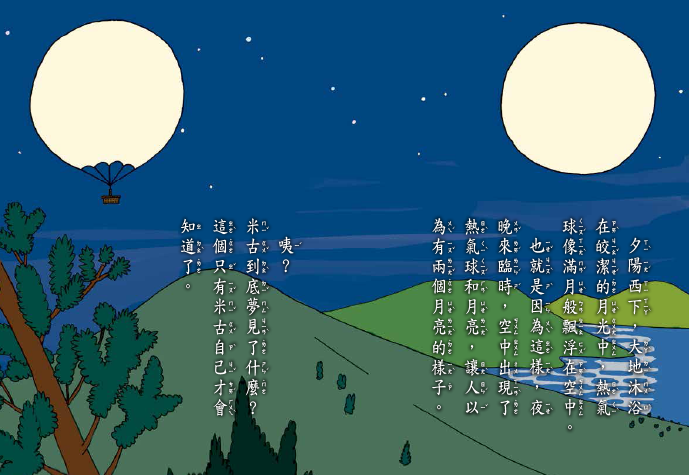 夕陽西下，大地沐浴
在皎潔的月光中，熱氣
球像滿月般飄浮在空中。
也就是因為這樣，夜
晚來臨時，空中出現了
熱氣球和月亮，讓人以
為有兩個月亮的樣子。
咦？
米古到底夢見了什麼？
這個只有米古自己才會
知道了。